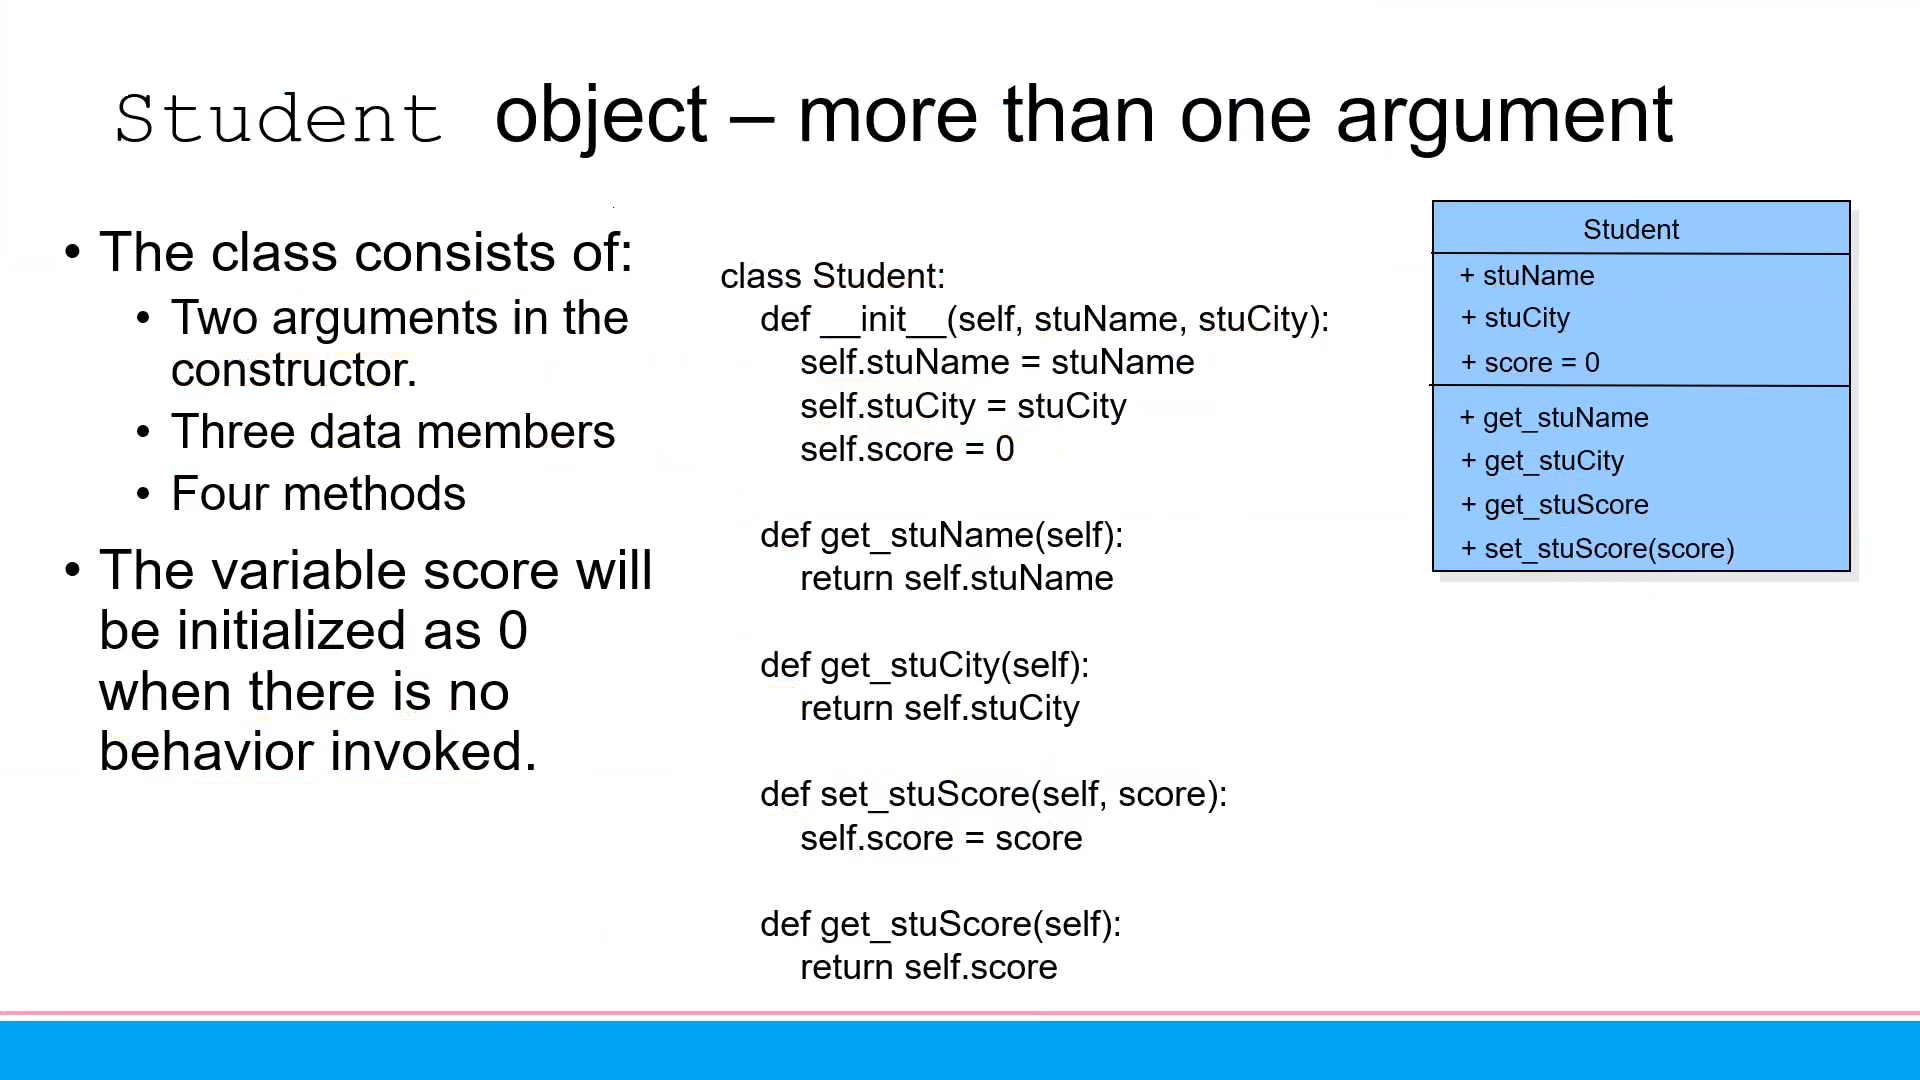 Student object – more than one argument
• The class consists of:
• Two arguments in the
constructor.
• Three data members
• Four methods
• The variable score will
be initialized as 0
when there is no
behavior invoked.
class Student:
def __init__(self, stuName, stuCity):
self.stuName = stuName
self.stuCity = stuCity
self.score = 0
def get_stuName(self):
return self.stuName
def get_stuCity(self):
return self.stuCity
def set_stuScore(self, score):
self.score = score
def get_stuScore(self):
return self.score
Student
+ stuName
+ stuCity
+ score = 0
+ get_stuName
+ get_stuCity
+ get_stuScore
+ set_stuScore(score)